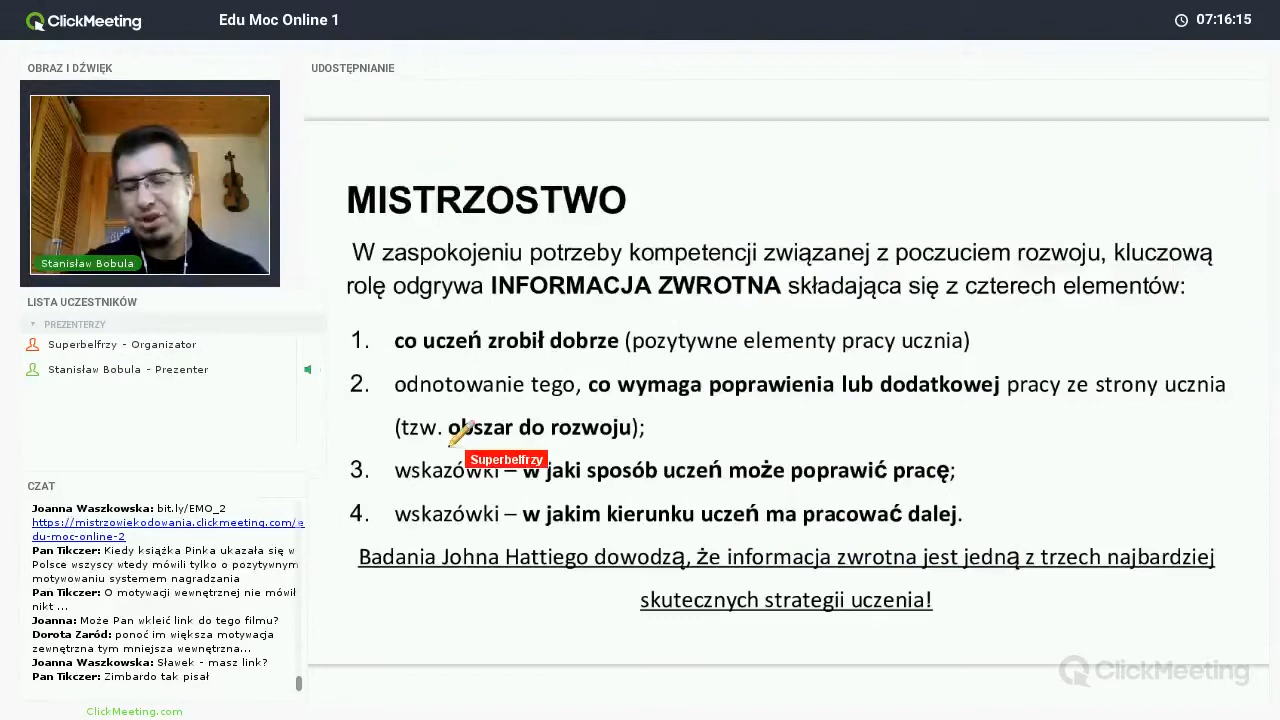 ClickMeeting
Edu Moc Online 1
07:16:15
OBRAZ I DŹWIĘK
Stanisław Bobula
LISTA UCZESTNIKÓW
PREZENTERZY
Superbelfrzy - Organizator
Stanisław Bobula - Prezenter
CZAT
Joanna Waszkowska: bit.ly/EMO_2
https://mistrzowiekodowania.clickmeeting.com/e
du-moc-online-2
Pan Tikczer: Kiedy książka Pinka ukazała się w
Polsce wszyscy wtedy mówili tylko o pozytywnym
motywowaniu systemem nagradzania
Pan Tikczer: O motywacji wewnętrznej nie mówił
nikt ...
Joanna: Może Pan wkleić link do tego filmu?
Dorota Zaród: ponoć im większa motywacja
zewnętrzna tym mniejsza wewnętrzna...
Joanna Waszkowska: Sławek - masz link?
Pan Tikczer: Zimbardo tak pisał
ClickMeeting.com
UDOSTĘPNIANIE
MISTRZOSTWO
W zaspokojeniu potrzeby kompetencji związanej z poczuciem rozwoju, kluczową
rolę odgrywa INFORMACJA ZWROTNA składająca się z czterech elementów:
1. co uczeń zrobił dobrze (pozytywne elementy pracy ucznia)
2. odnotowanie tego, co wymaga poprawienia lub dodatkowej pracy ze strony ucznia
(tzw. obszar do rozwoju);
Superbelfrzy
3. wskazówki – w jaki sposób uczeń może poprawić pracę;
4. wskazówki – w jakim kierunku uczeń ma pracować dalej.
Badania Johna Hattiego dowodzą, że informacja zwrotna jest jedną z trzech najbardziej
skutecznych strategii uczenia!
ClickMeeting